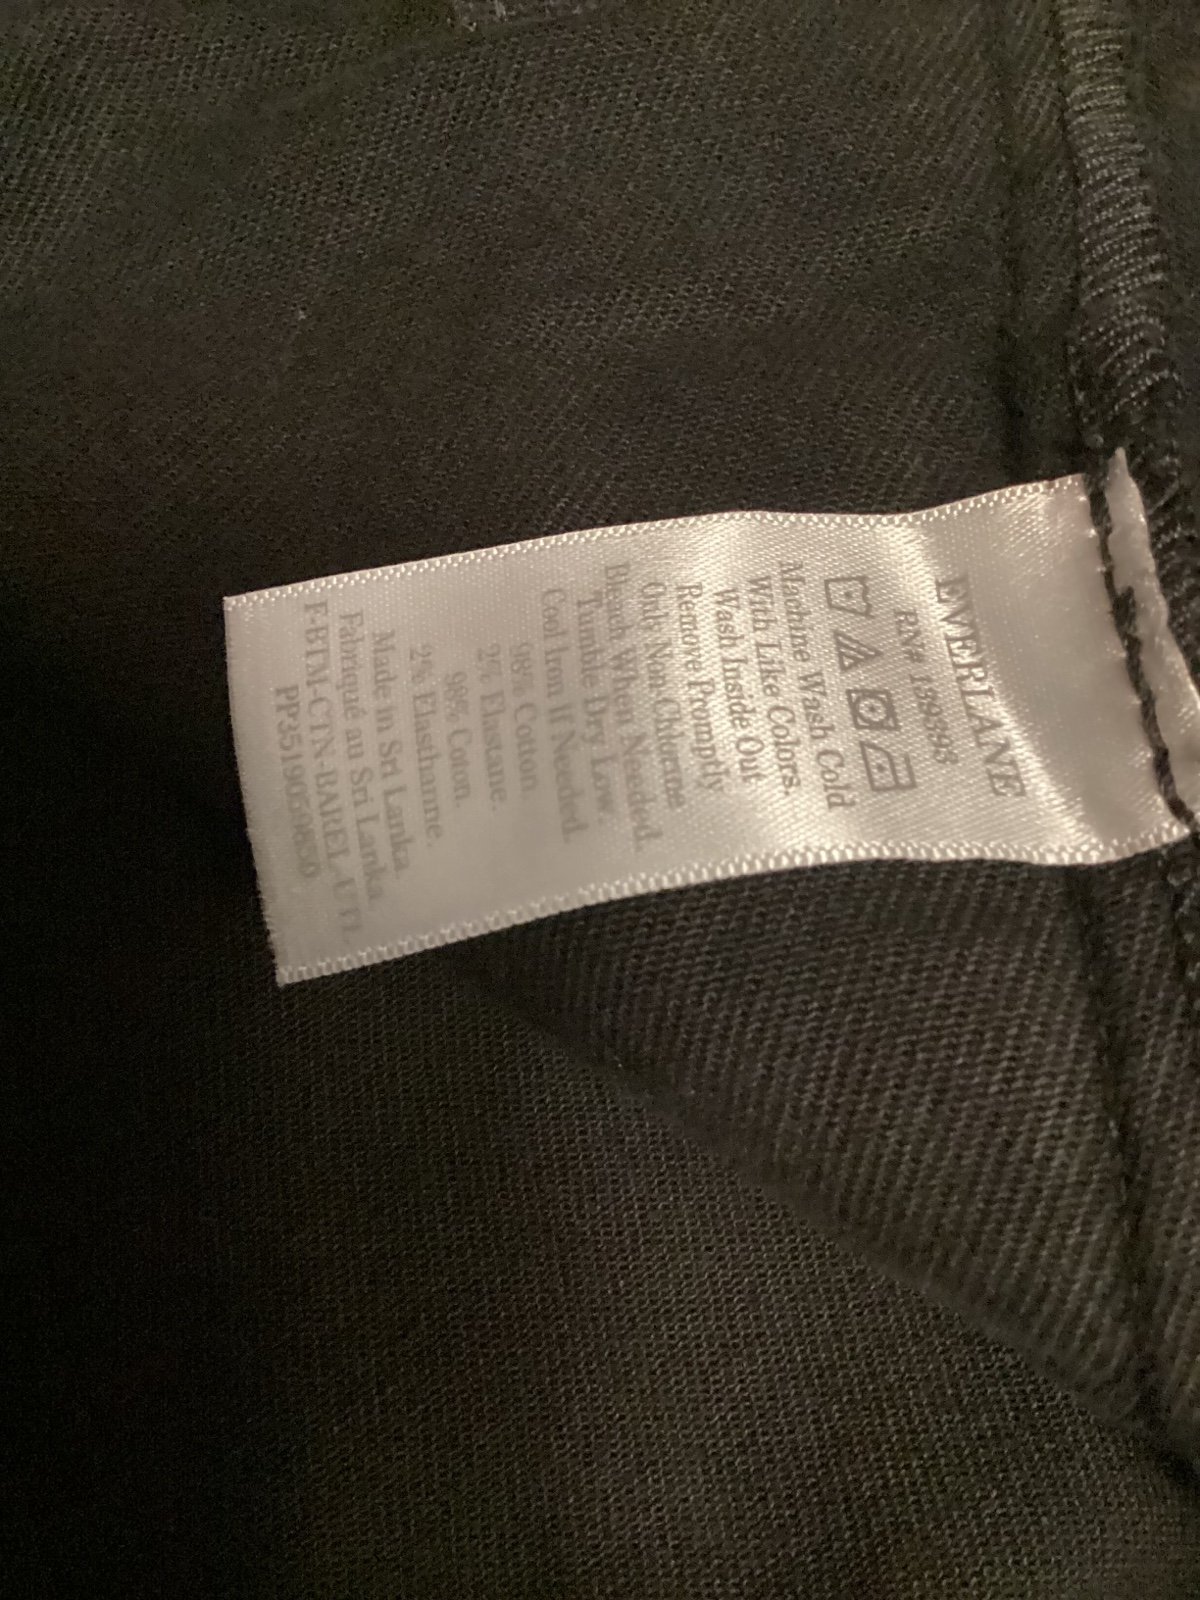 EVERLANE
RN# 139393
Machine Wash Cold
With Like Colors.
Wash Inside Out
Remove Promptly
Only Non-Chlorine
Bleach When Needed.
Tumble Dry Low.
Cool Iron If Needed.
98% Cotton.
2% Elastane.
98% Coton.
2% Elasthanne.
Made in Sri Lanka.
Fabriqué au Sri Lanka.
F-BTM-CTN-BAREL-UTL